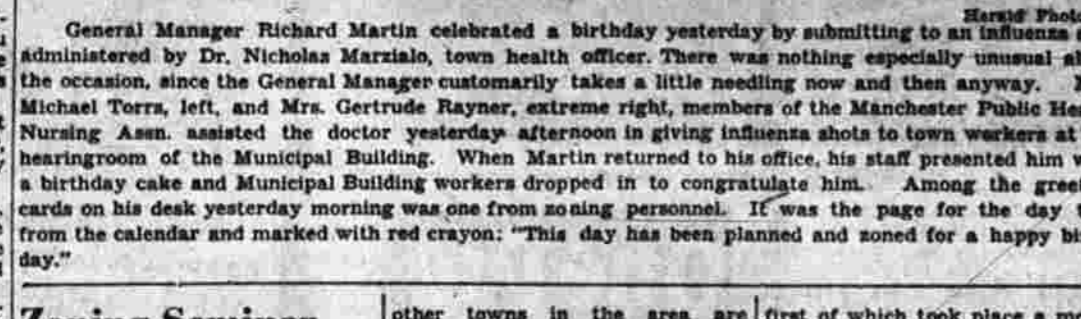 Herald Photo
General Manager Richard Martin celebrated a birthday yesterday by submitting to an influenza
administered by Dr. Nicholas Marzialo, town health officer. There was nothing especially unusual
the occasion, since the General Manager customarily takes a little needling now and then anyway.
Michael Torrs, left, and Mrs. Gertrude Rayner, extreme right, members of the Manchester Public
Nursing Assn. assisted the doctor yesterday afternoon in giving influenza shots to town workers at
hearingroom of the Municipal Building. When Martin returned to his office, his staff presented him
a birthday cake and Municipal Building workers dropped in to congratulate him. Among the
cards on his desk yesterday morning was one from zoning personnel. It was the page for the day
from the calendar and marked with red crayon: "This day has been planned and zoned for a happy
day."
other towns in the area are
first of which took place a